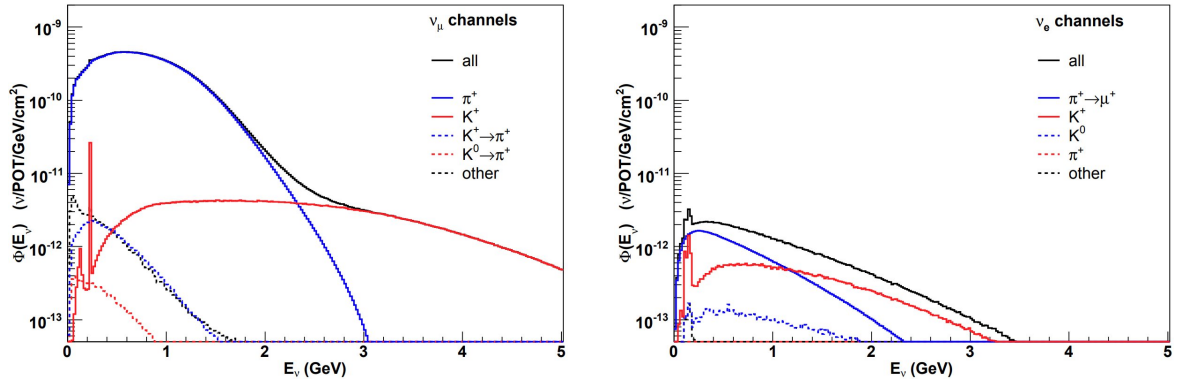 ν_μ channels
all
π⁺
K⁺
K⁺→π⁺
K⁰→π⁺
other
Φ(E_ν) (ν/POT/GeV/cm²)
10⁻⁹
10⁻¹⁰
10⁻¹¹
10⁻¹²
10⁻¹³
0 1 2 3 4 5
E_ν (GeV)
ν_e channels
all
π⁺→μ⁺
K⁺
K⁰
π⁺
other
Φ(E_ν) (ν/POT/GeV/cm²)
10⁻⁹
10⁻¹⁰
10⁻¹¹
10⁻¹²
10⁻¹³
0 1 2 3 4 5
E_ν (GeV)